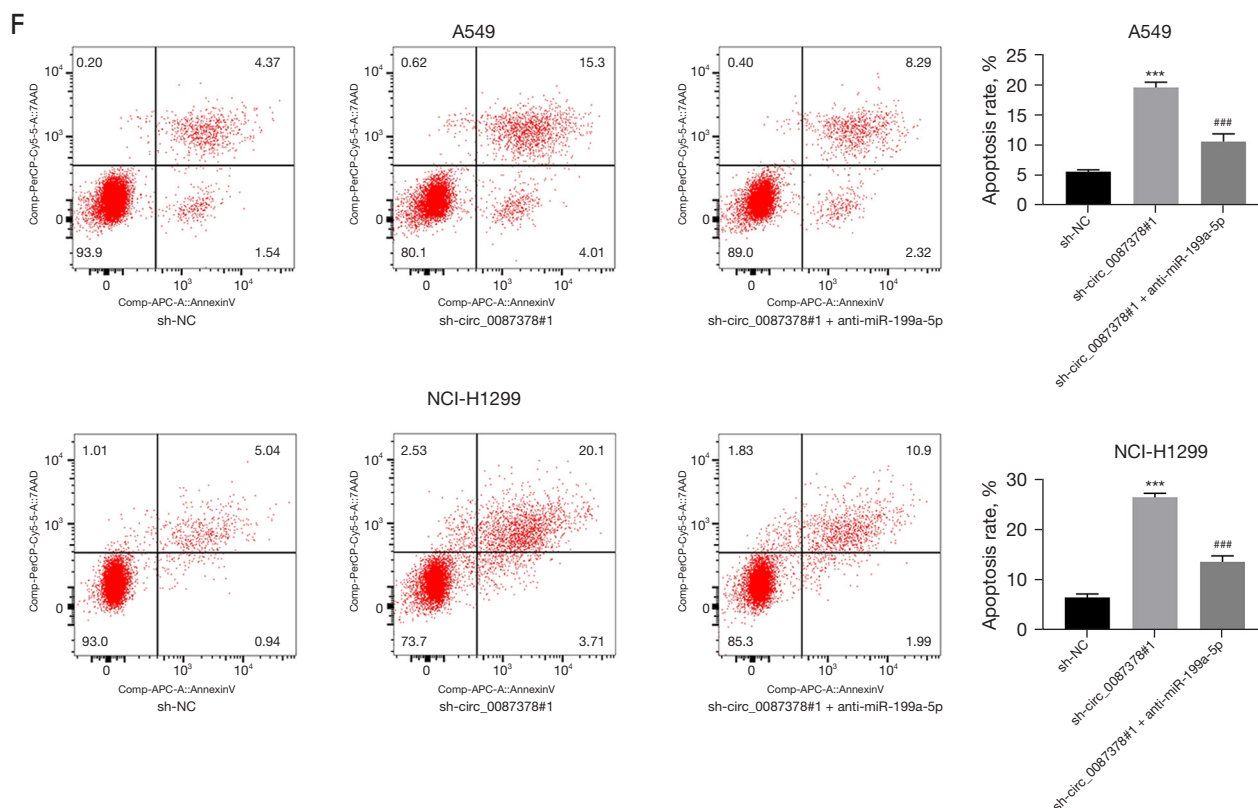 F
A549
0.20 4.37
10⁴
10³
0
93.9 1.54
0 10³ 10⁴
Comp-PerCP-Cy5-5-A::7AAD
Comp-APC-A::AnnexinV
sh-NC
0.62 15.3
10⁴
10³
0
80.1 4.01
0 10³ 10⁴
Comp-PerCP-Cy5-5-A::7AAD
Comp-APC-A::AnnexinV
sh-circ_0087378#1
0.40 8.29
10⁴
10³
0
89.0 2.32
0 10³ 10⁴
Comp-PerCP-Cy5-5-A::7AAD
Comp-APC-A::AnnexinV
sh-circ_0087378#1 + anti-miR-199a-5p
A549
Apoptosis rate, %
25
20
15
10
5
0
***
###
sh-NC
sh-circ_0087378#1
sh-circ_0087378#1 + anti-miR-199a-5p
NCI-H1299
1.01 5.04
10⁴
10³
0
93.0 0.94
0 10³ 10⁴
Comp-PerCP-Cy5-5-A::7AAD
Comp-APC-A::AnnexinV
sh-NC
2.53 20.1
10⁴
10³
0
73.7 3.71
0 10³ 10⁴
Comp-PerCP-Cy5-5-A::7AAD
Comp-APC-A::AnnexinV
sh-circ_0087378#1
1.83 10.9
10⁴
10³
0
85.3 1.99
0 10³ 10⁴
Comp-PerCP-Cy5-5-A::7AAD
Comp-APC-A::AnnexinV
sh-circ_0087378#1 + anti-miR-199a-5p
NCI-H1299
Apoptosis rate, %
30
20
10
0
***
###
sh-NC
sh-circ_0087378#1
sh-circ_0087378#1 + anti-miR-199a-5p